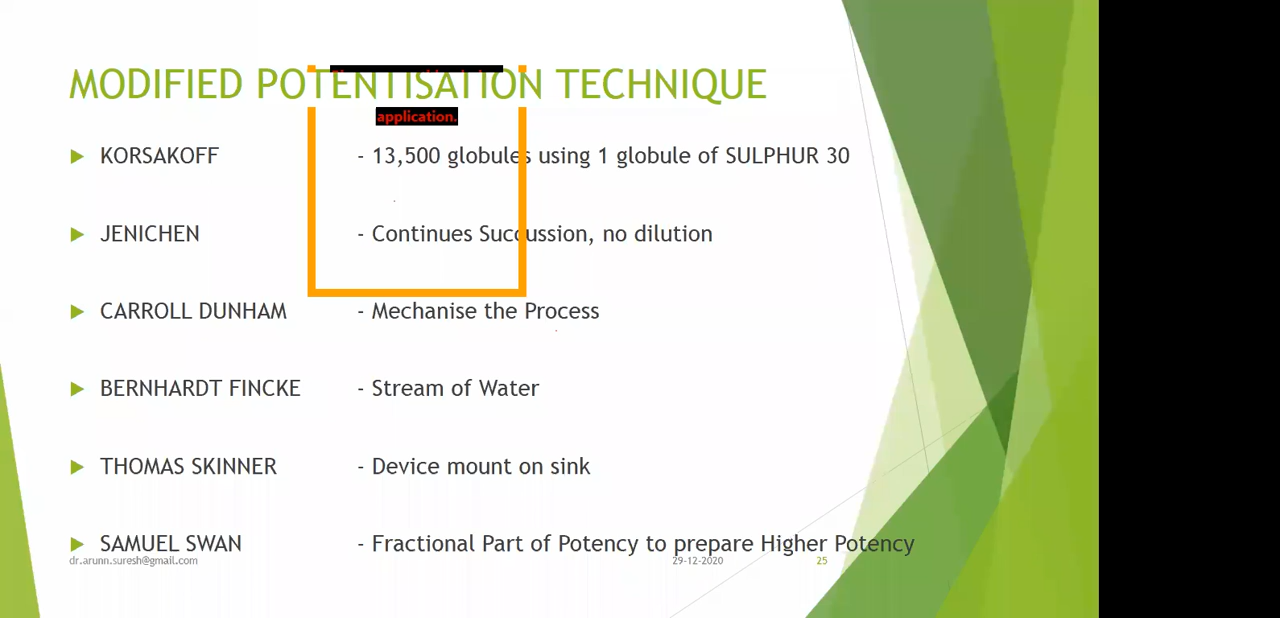 MODIFIED POTENTISATION TECHNIQUE
application.
KORSAKOFF - 13,500 globules using 1 globule of SULPHUR 30
JENICHEN - Continues Succussion, no dilution
CARROLL DUNHAM - Mechanise the Process
BERNHARDT FINCKE - Stream of Water
THOMAS SKINNER - Device mount on sink
SAMUEL SWAN - Fractional Part of Potency to prepare Higher Potency
dr.arunn.suresh@gmail.com 29-12-2020 25